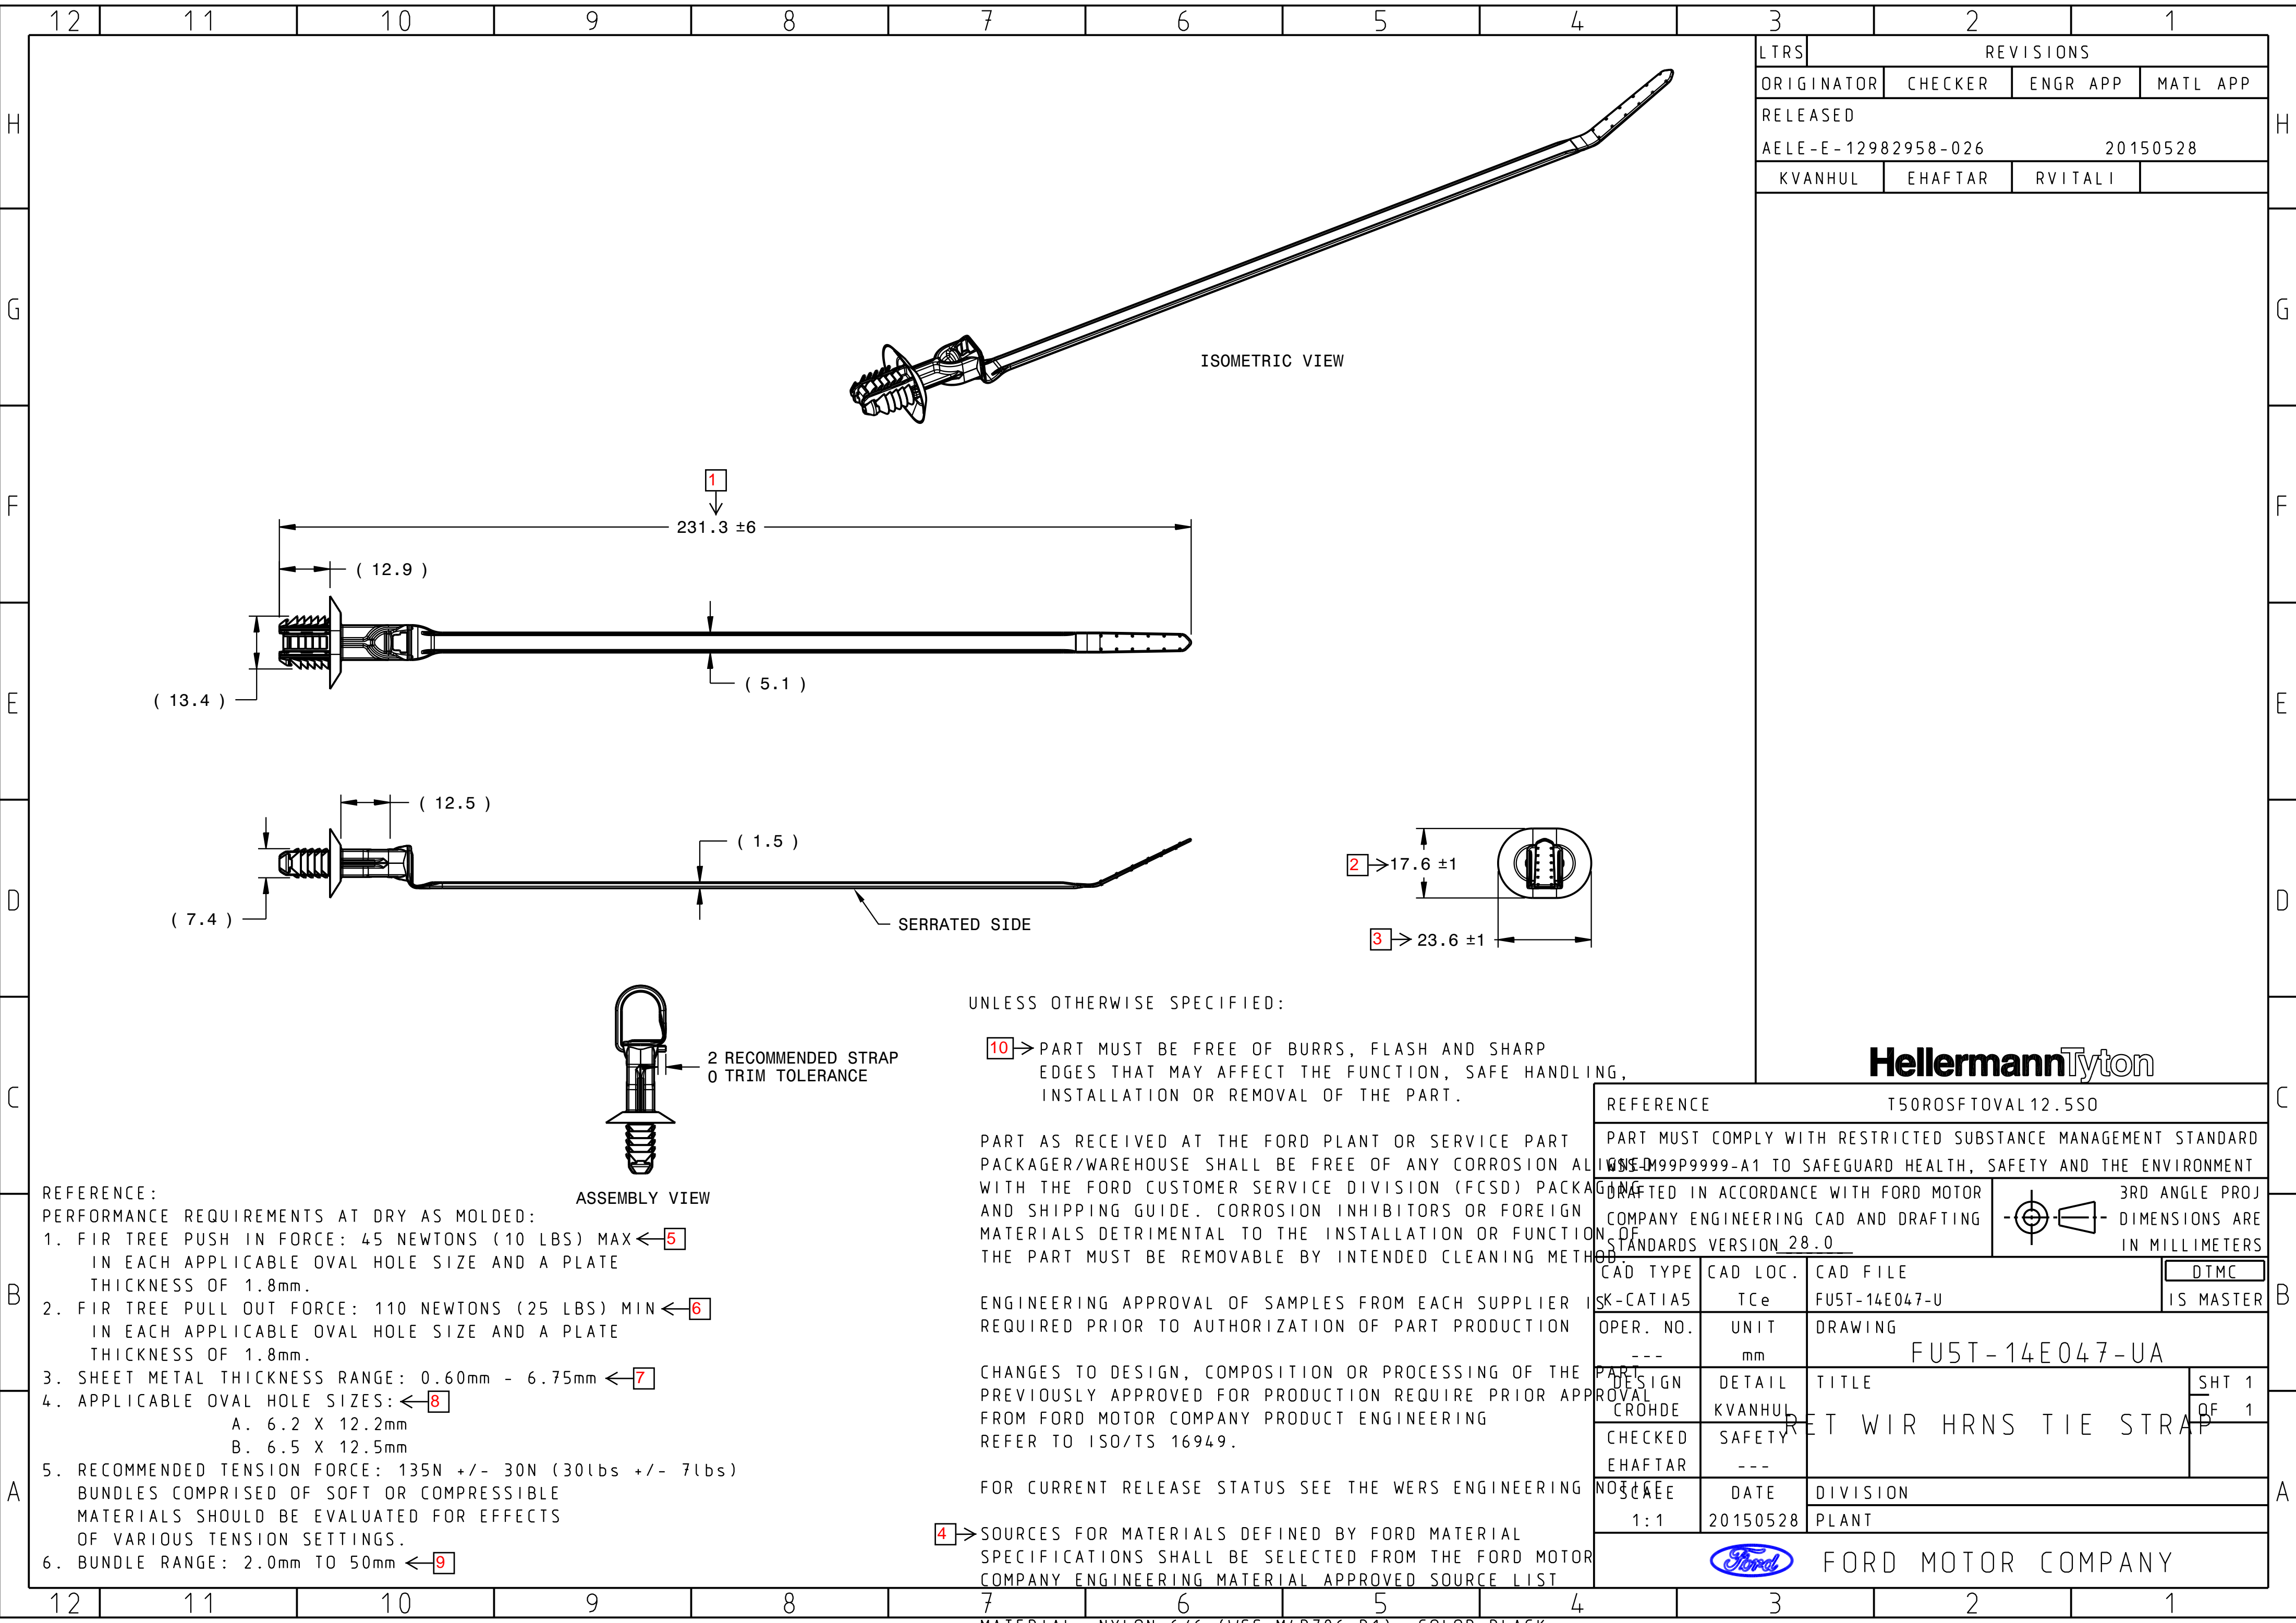 12 11 10 9 8 7 6 5 4 3 2 1
H
G
F
E
D
C
B
A
H
G
F
E
D
C
B
A
LTRS REVISIONS
ORIGINATOR CHECKER ENGR APP MATL APP
RELEASED
AELE-E-12982958-026 20150528
KVANHUL EHAFTAR RVITALI
ISOMETRIC VIEW
1
231.3 ±6
( 12.9 )
( 13.4 )
( 5.1 )
( 12.5 )
( 1.5 )
( 7.4 )
SERRATED SIDE
2 17.6 ±1
3 23.6 ±1
2 RECOMMENDED STRAP
0 TRIM TOLERANCE
ASSEMBLY VIEW
REFERENCE:
PERFORMANCE REQUIREMENTS AT DRY AS MOLDED:
1. FIR TREE PUSH IN FORCE: 45 NEWTONS (10 LBS) MAX 5
IN EACH APPLICABLE OVAL HOLE SIZE AND A PLATE
THICKNESS OF 1.8mm.
2. FIR TREE PULL OUT FORCE: 110 NEWTONS (25 LBS) MIN 6
IN EACH APPLICABLE OVAL HOLE SIZE AND A PLATE
THICKNESS OF 1.8mm.
3. SHEET METAL THICKNESS RANGE: 0.60mm - 6.75mm 7
4. APPLICABLE OVAL HOLE SIZES: 8
A. 6.2 X 12.2mm
B. 6.5 X 12.5mm
5. RECOMMENDED TENSION FORCE: 135N +/- 30N (30lbs +/- 7lbs)
BUNDLES COMPRISED OF SOFT OR COMPRESSIBLE
MATERIALS SHOULD BE EVALUATED FOR EFFECTS
OF VARIOUS TENSION SETTINGS.
6. BUNDLE RANGE: 2.0mm TO 50mm 9
UNLESS OTHERWISE SPECIFIED:
10 PART MUST BE FREE OF BURRS, FLASH AND SHARP
EDGES THAT MAY AFFECT THE FUNCTION, SAFE HANDLING,
INSTALLATION OR REMOVAL OF THE PART.
PART AS RECEIVED AT THE FORD PLANT OR SERVICE PART
PACKAGER/WAREHOUSE SHALL BE FREE OF ANY CORROSION ALIGNED
WITH THE FORD CUSTOMER SERVICE DIVISION (FCSD) PACKAGING
AND SHIPPING GUIDE. CORROSION INHIBITORS OR FOREIGN
MATERIALS DETRIMENTAL TO THE INSTALLATION OR FUNCTION OF
THE PART MUST BE REMOVABLE BY INTENDED CLEANING METHOD.
ENGINEERING APPROVAL OF SAMPLES FROM EACH SUPPLIER IS
REQUIRED PRIOR TO AUTHORIZATION OF PART PRODUCTION
CHANGES TO DESIGN, COMPOSITION OR PROCESSING OF THE PART
PREVIOUSLY APPROVED FOR PRODUCTION REQUIRE PRIOR APPROVAL
FROM FORD MOTOR COMPANY PRODUCT ENGINEERING
REFER TO ISO/TS 16949.
FOR CURRENT RELEASE STATUS SEE THE WERS ENGINEERING NOTICE
4 SOURCES FOR MATERIALS DEFINED BY FORD MATERIAL
SPECIFICATIONS SHALL BE SELECTED FROM THE FORD MOTOR
COMPANY ENGINEERING MATERIAL APPROVED SOURCE LIST
HellermannTyton
REFERENCE T50ROSFTOVAL12.5SO
PART MUST COMPLY WITH RESTRICTED SUBSTANCE MANAGEMENT STANDARD
WSS-M99P9999-A1 TO SAFEGUARD HEALTH, SAFETY AND THE ENVIRONMENT
DRAFTED IN ACCORDANCE WITH FORD MOTOR
COMPANY ENGINEERING CAD AND DRAFTING
STANDARDS VERSION 28.0
3RD ANGLE PROJ
DIMENSIONS ARE
IN MILLIMETERS
CAD TYPE CAD LOC. CAD FILE DTMC
K-CATIA5 TCe FU5T-14E047-U IS MASTER
OPER. NO. UNIT DRAWING
--- mm FU5T-14E047-UA
DESIGN DETAIL TITLE SHT 1
CROHDE KVANHUL RET WIR HRNS TIE STRAP OF 1
CHECKED SAFETY
EHAFTAR ---
SCALE DATE DIVISION
1:1 20150528 PLANT
Ford FORD MOTOR COMPANY
12 11 10 9 8 7 6 5 4 3 2 1